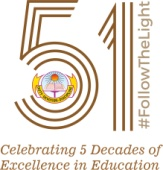 51
#FollowTheLight
Celebrating 5 Decades of
Excellence in Education